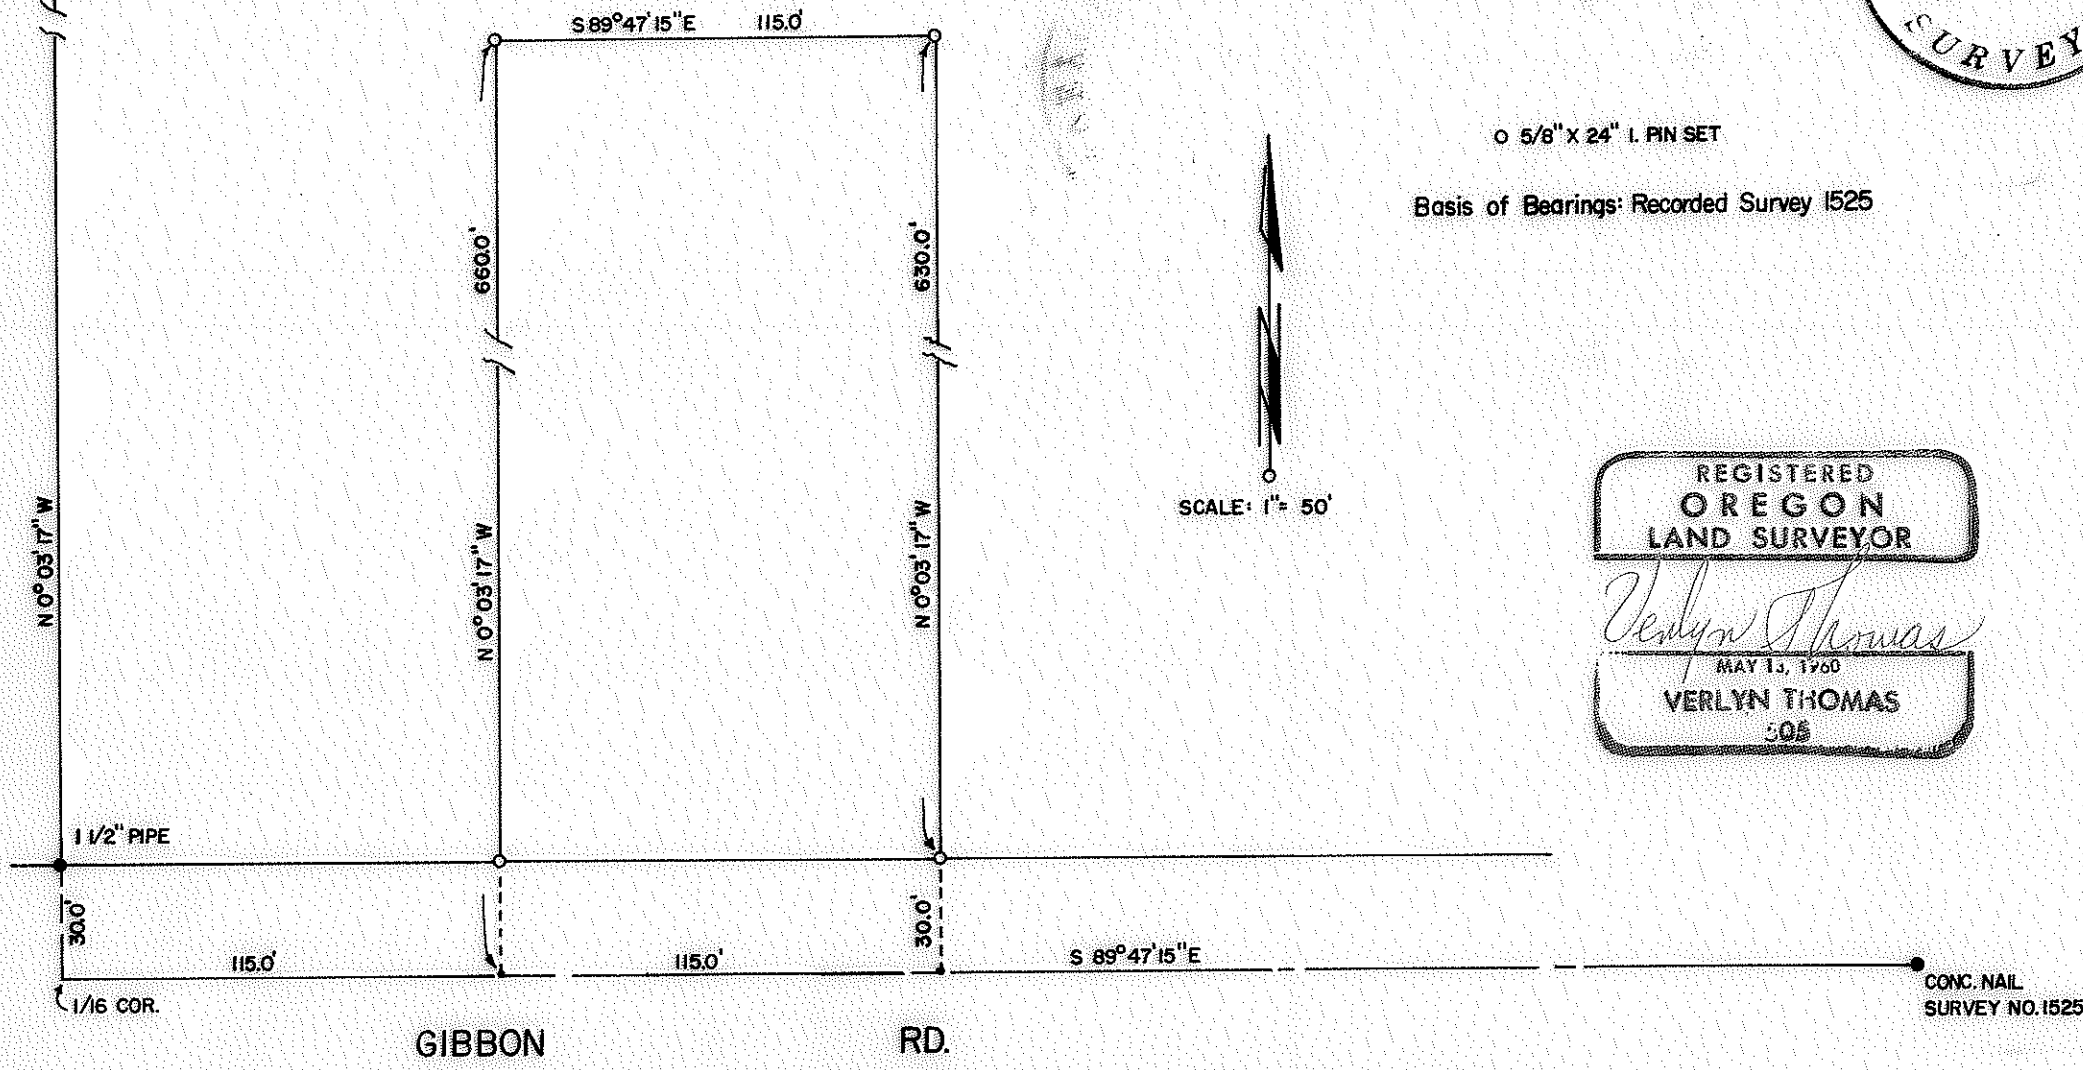 S 89°47'15"E 115.0'
SURVEY
O 5/8" X 24" I. PIN SET
Basis of Bearings: Recorded Survey 1525
660.0'
630.0'
N 0° 03' 17" W
N 0° 03' 17" W
N 0° 03' 17" W
SCALE: 1"= 50'
REGISTERED
OREGON
LAND SURVEYOR
Verlyn Thomas
MAY 1960
VERLYN THOMAS
1 1/2" PIPE
30.0'
30.0'
115.0'
115.0'
S 89°47'15"E
1/16 COR.
CONC. NAIL
SURVEY NO. 1525
GIBBON RD.